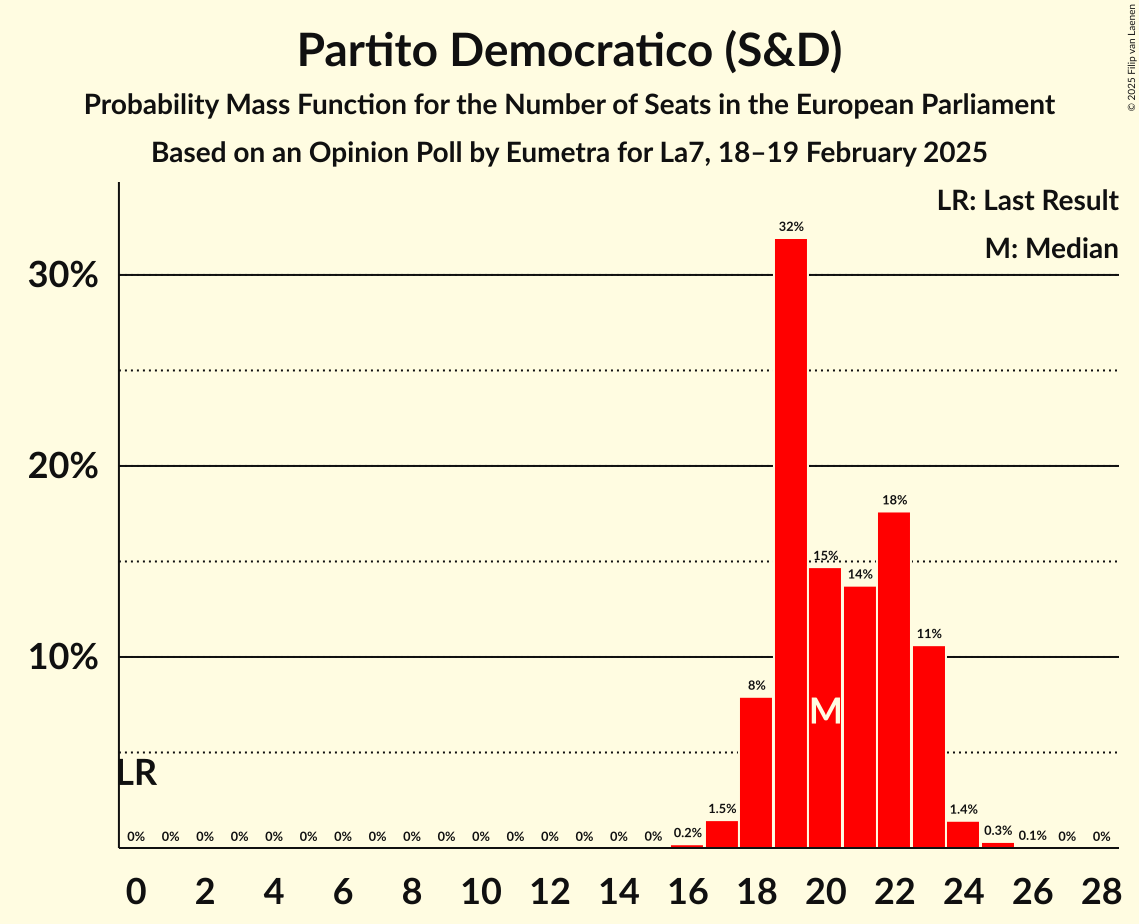 Partito Democratico (S&D)
Probability Mass Function for the Number of Seats in the European Parliament
Based on an Opinion Poll by Eumetra for La7, 18–19 February 2025
© 2025 Filip van Laenen
LR: Last Result
M: Median
30%
20%
10%
32%
18%
15%
14%
11%
8%
M
LR
0% 0% 0% 0% 0% 0% 0% 0% 0% 0% 0% 0% 0% 0% 0% 0% 0.2% 1.5% 1.4% 0.3% 0.1% 0% 0%
0 2 4 6 8 10 12 14 16 18 20 22 24 26 28